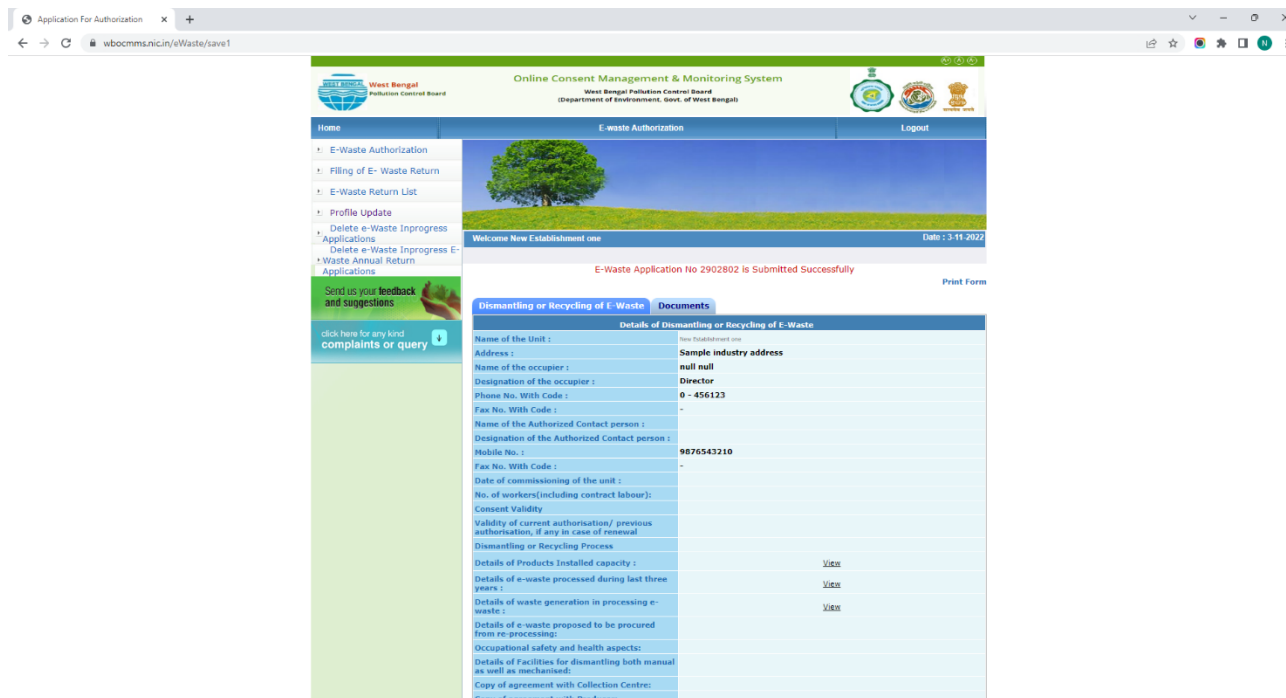 Application For Authorization
wbocmms.nic.in/eWaste/save1
N
WEST BENGAL
West Bengal
Pollution Control Board
Online Consent Management & Monitoring System
West Bengal Pollution Control Board
(Department of Environment, Govt. of West Bengal)
Home
E-waste Authorization
Logout
E-Waste Authorization
Filing of E- Waste Return
E-Waste Return List
Profile Update
Delete e-Waste Inprogress
Applications
Delete e-Waste Inprogress E-
Waste Annual Return
Applications
Send us your feedback
and suggestions
click here for any kind
complaints or query
Welcome New Establishment one
Date : 3-11-2022
E-Waste Application No 2902802 is Submitted Successfully
Print Form
Dismantling or Recycling of E-Waste
Documents
Details of Dismantling or Recycling of E-Waste
Name of the Unit : New Establishment one
Address : Sample industry address
Name of the occupier : null null
Designation of the occupier : Director
Phone No. With Code : 0 - 456123
Fax No. With Code : -
Name of the Authorized Contact person :
Designation of the Authorized Contact person :
Mobile No. : 9876543210
Fax No. With Code : -
Date of commissioning of the unit :
No. of workers(including contract labour):
Consent Validity
Validity of current authorisation/ previous
authorisation, if any in case of renewal
Dismantling or Recycling Process
Details of Products Installed capacity : View
Details of e-waste processed during last three
years : View
Details of waste generation in processing e-
waste : View
Details of e-waste proposed to be procured
from re-processing:
Occupational safety and health aspects:
Details of Facilities for dismantling both manual
as well as mechanised:
Copy of agreement with Collection Centre: